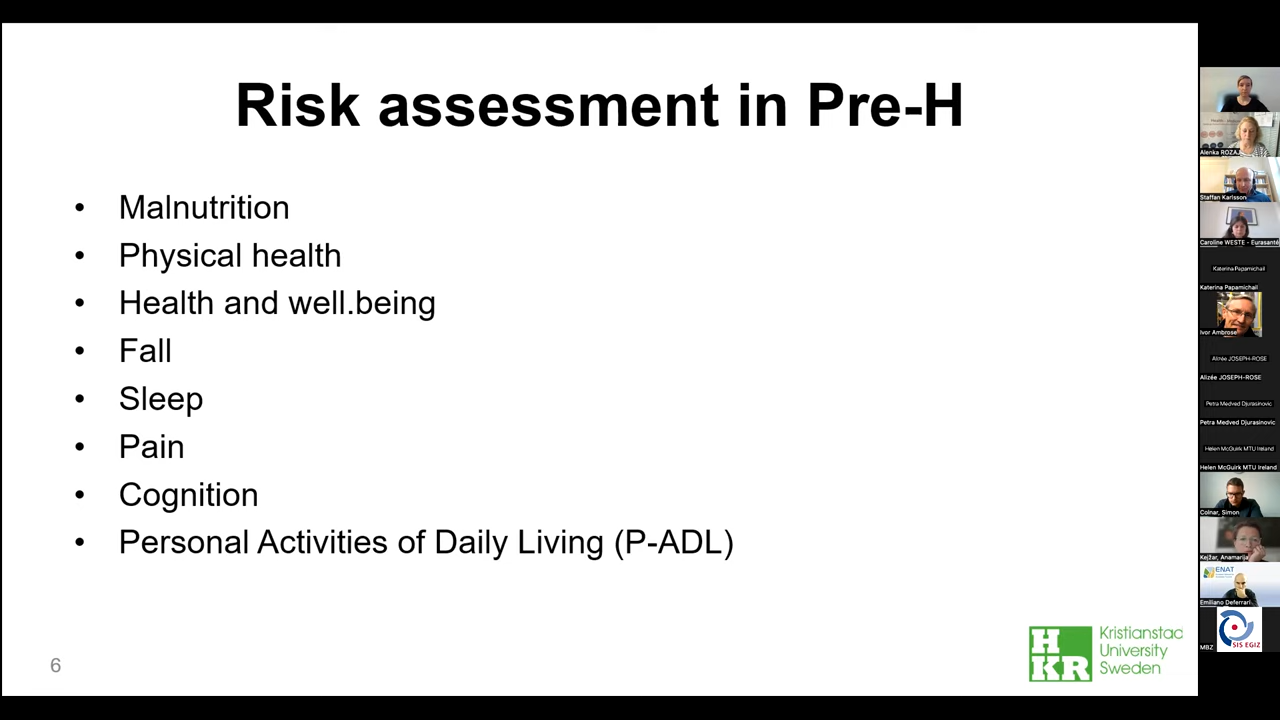 Risk assessment in Pre-H
• Malnutrition
• Physical health
• Health and well.being
• Fall
• Sleep
• Pain
• Cognition
• Personal Activities of Daily Living (P-ADL)
6
HKR
Kristianstad
University
Sweden
Alenka ROZA
Staffan Karlsson
Caroline WESTE - Eurasanté
Katerina Papamichail
Katerina Papamichail
Ivor Ambrose
Alizée JOSEPH-ROSE
Alizée JOSEPH-ROSE
Petra Medved Djurasinovic
Petra Medved Djurasinovic
Helen McGuirk MTU Ireland
Helen McGuirk MTU Ireland
Colnar, Simon
Kejžar, Anamarija
ENAT
Emiliano Deferrari
SIS EGIZ
MBZ